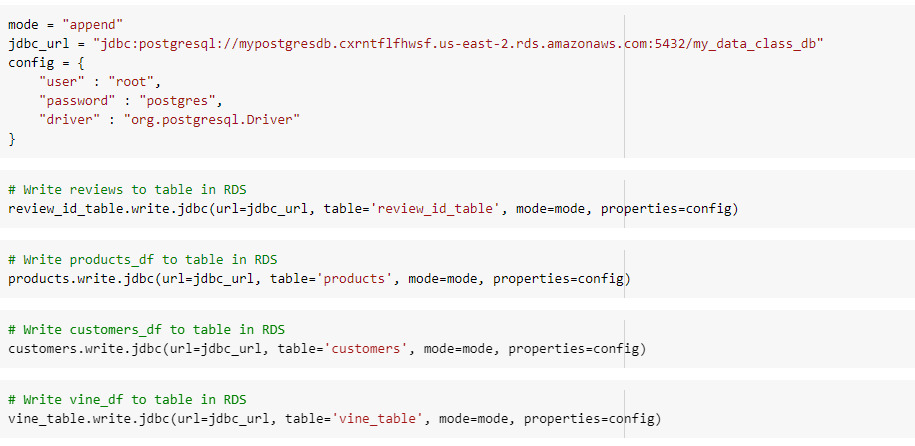 mode = "append"
jdbc_url = "jdbc:postgresql://mypostgresdb.cxrntflfhwsf.us-east-2.rds.amazonaws.com:5432/my_data_class_db"
config = {
    "user" : "root",
    "password" : "postgres",
    "driver" : "org.postgresql.Driver"
}
# Write reviews to table in RDS
review_id_table.write.jdbc(url=jdbc_url, table='review_id_table', mode=mode, properties=config)
# Write products_df to table in RDS
products.write.jdbc(url=jdbc_url, table='products', mode=mode, properties=config)
# Write customers_df to table in RDS
customers.write.jdbc(url=jdbc_url, table='customers', mode=mode, properties=config)
# Write vine_df to table in RDS
vine_table.write.jdbc(url=jdbc_url, table='vine_table', mode=mode, properties=config)